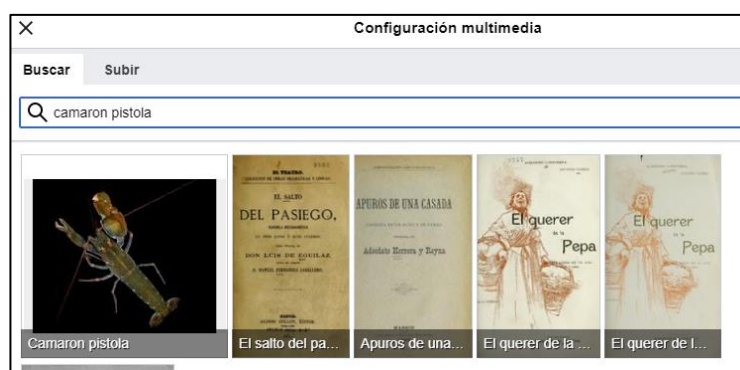 Configuración multimedia
Buscar Subir
camaron pistola
EL TEATRO.
EL SALTO
DEL PASIEGO,
DON LUIS DE EGUILAZ,
APUROS DE UNA CASADA
Adelardo Herrera y Reyna
MADRID
El querer
de la
Pepa
El querer
de la
Pepa
Camaron pistola
El salto del pa...
Apuros de una...
El querer de la ...
El querer de l...